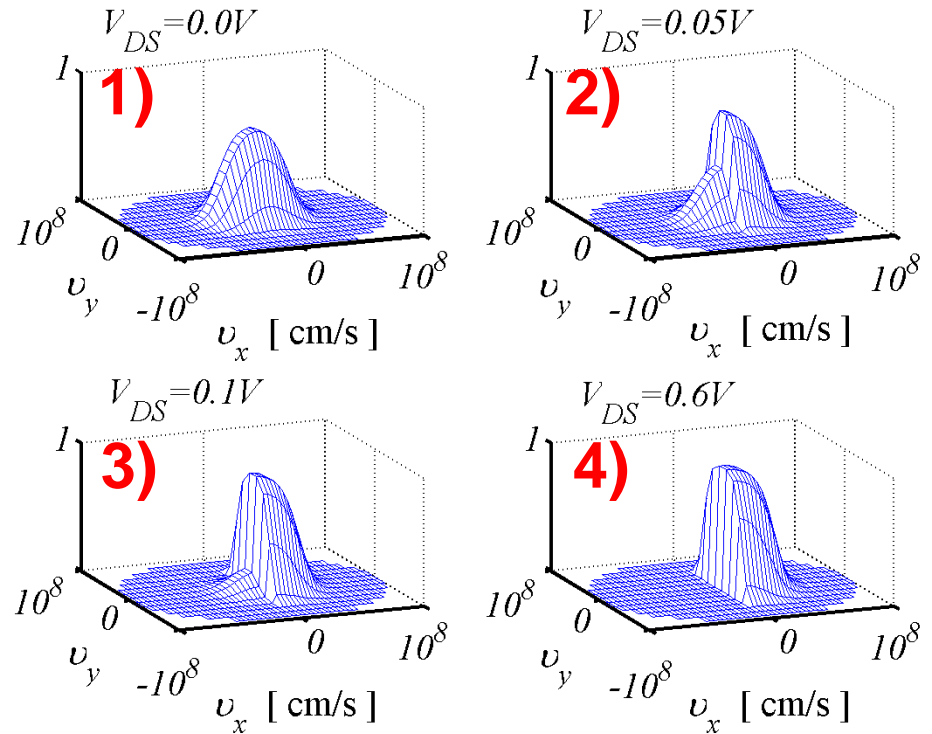 V_DS=0.0V
1
1)
10^8
0
-10^8
υ_y
0
10^8
υ_x [ cm/s ]
V_DS=0.05V
1
2)
10^8
0
-10^8
υ_y
0
10^8
υ_x [ cm/s ]
V_DS=0.1V
1
3)
10^8
0
-10^8
υ_y
0
10^8
υ_x [ cm/s ]
V_DS=0.6V
1
4)
10^8
0
-10^8
υ_y
0
10^8
υ_x [ cm/s ]